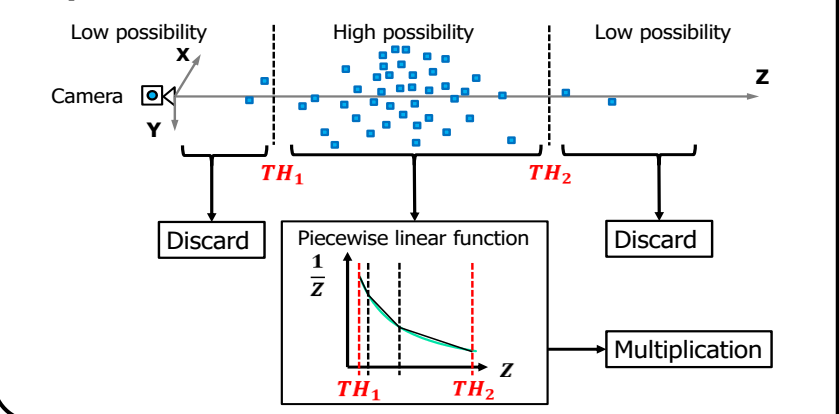 Low possibility High possibility Low possibility
X
Z
Camera
Y
TH₁ TH₂
Discard Piecewise linear function Discard
1
Z
Multiplication
Z
TH₁ TH₂